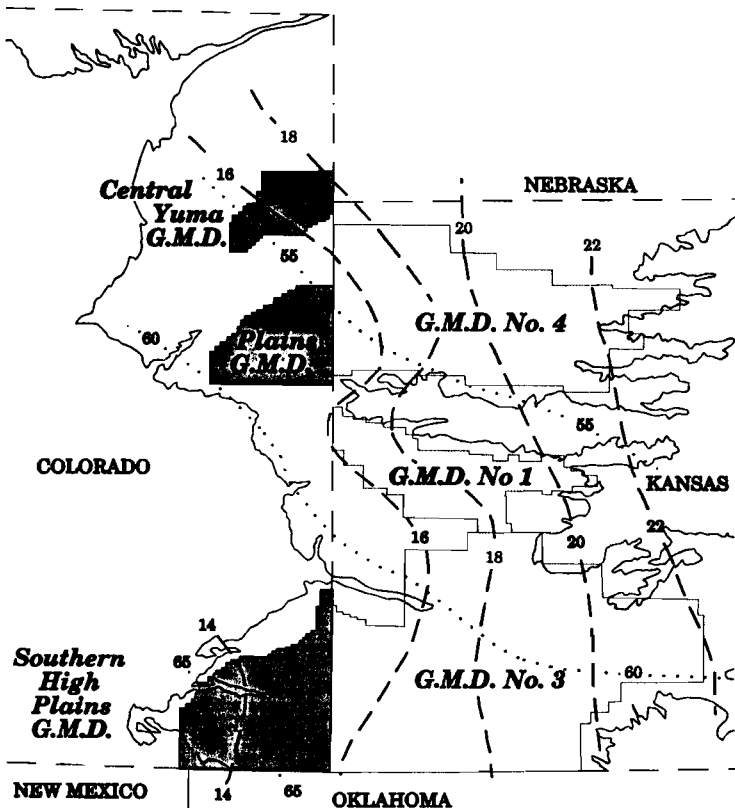 18
16
Central
Yuma
G.M.D.
NEBRASKA
20
22
55
60
Plains
G.M.D
G.M.D. No. 4
55
COLORADO
G.M.D. No 1
KANSAS
16
18
20
22
14
65
Southern
High
Plains
G.M.D.
G.M.D. No. 3
60
NEW MEXICO
14
65
OKLAHOMA